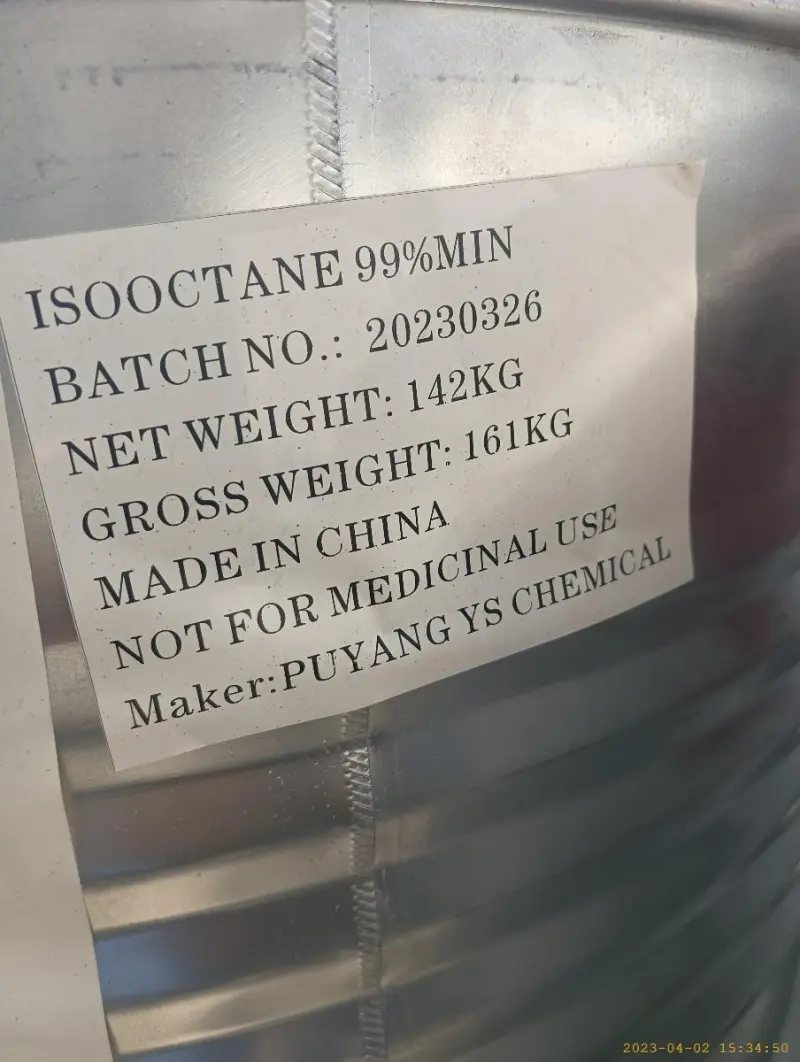 ISOOCTANE 99%MIN
BATCH NO.: 20230326
NET WEIGHT: 142KG
GROSS WEIGHT: 161KG
MADE IN CHINA
NOT FOR MEDICINAL USE
Maker:PUYANG YS CHEMICAL
2023-04-02 15:34:50